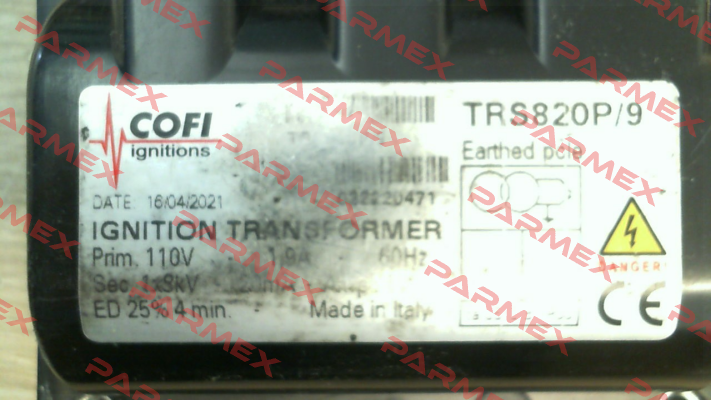 COFI
ignitions
TRS820P/9
Earthed pole
DATE 16/04/2021
IGNITION TRANSFORMER
Prim. 110V 1,9A 60Hz
Sec.
ED 25% 4 min. Made in Italy
DANGER
CE
PARMEX